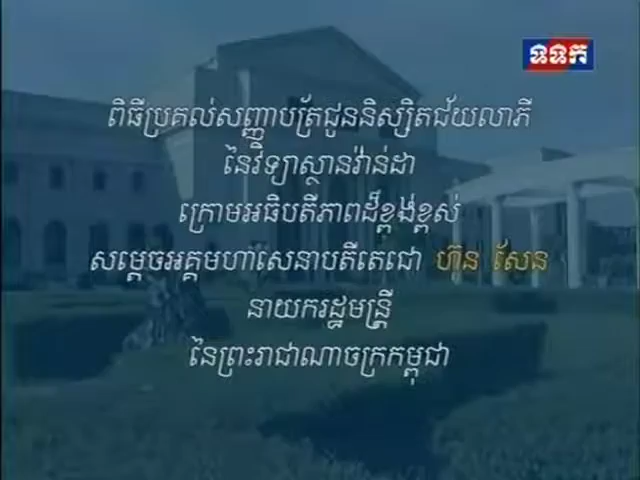 ទទក
ពិធីប្រគល់សញ្ញាបត្រជូននិស្សិតជ័យលាភី
នៃវិទ្យាស្ថានវ៉ាន់ដា
ក្រោមអធិបតីភាពដ៏ខ្ពង់ខ្ពស់
សម្តេចអគ្គមហាសេនាបតីតេជោ ហ៊ុន សែន
នាយករដ្ឋមន្ត្រី
នៃព្រះរាជាណាចក្រកម្ពុជា